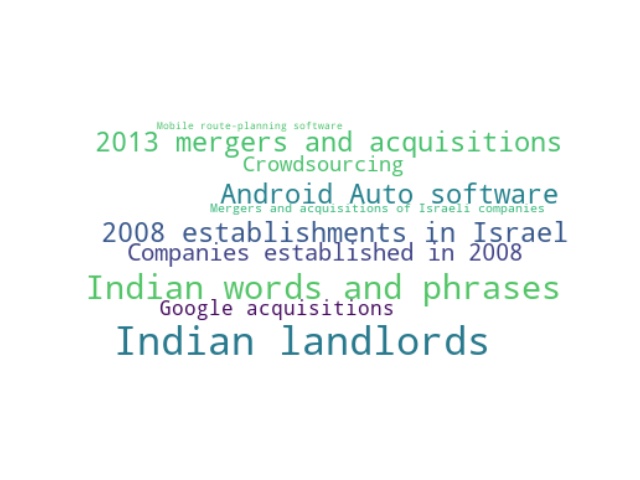 Mobile route-planning software
2013 mergers and acquisitions
Crowdsourcing
Android Auto software
Mergers and acquisitions of Israeli companies
2008 establishments in Israel
Companies established in 2008
Indian words and phrases
Google acquisitions
Indian landlords